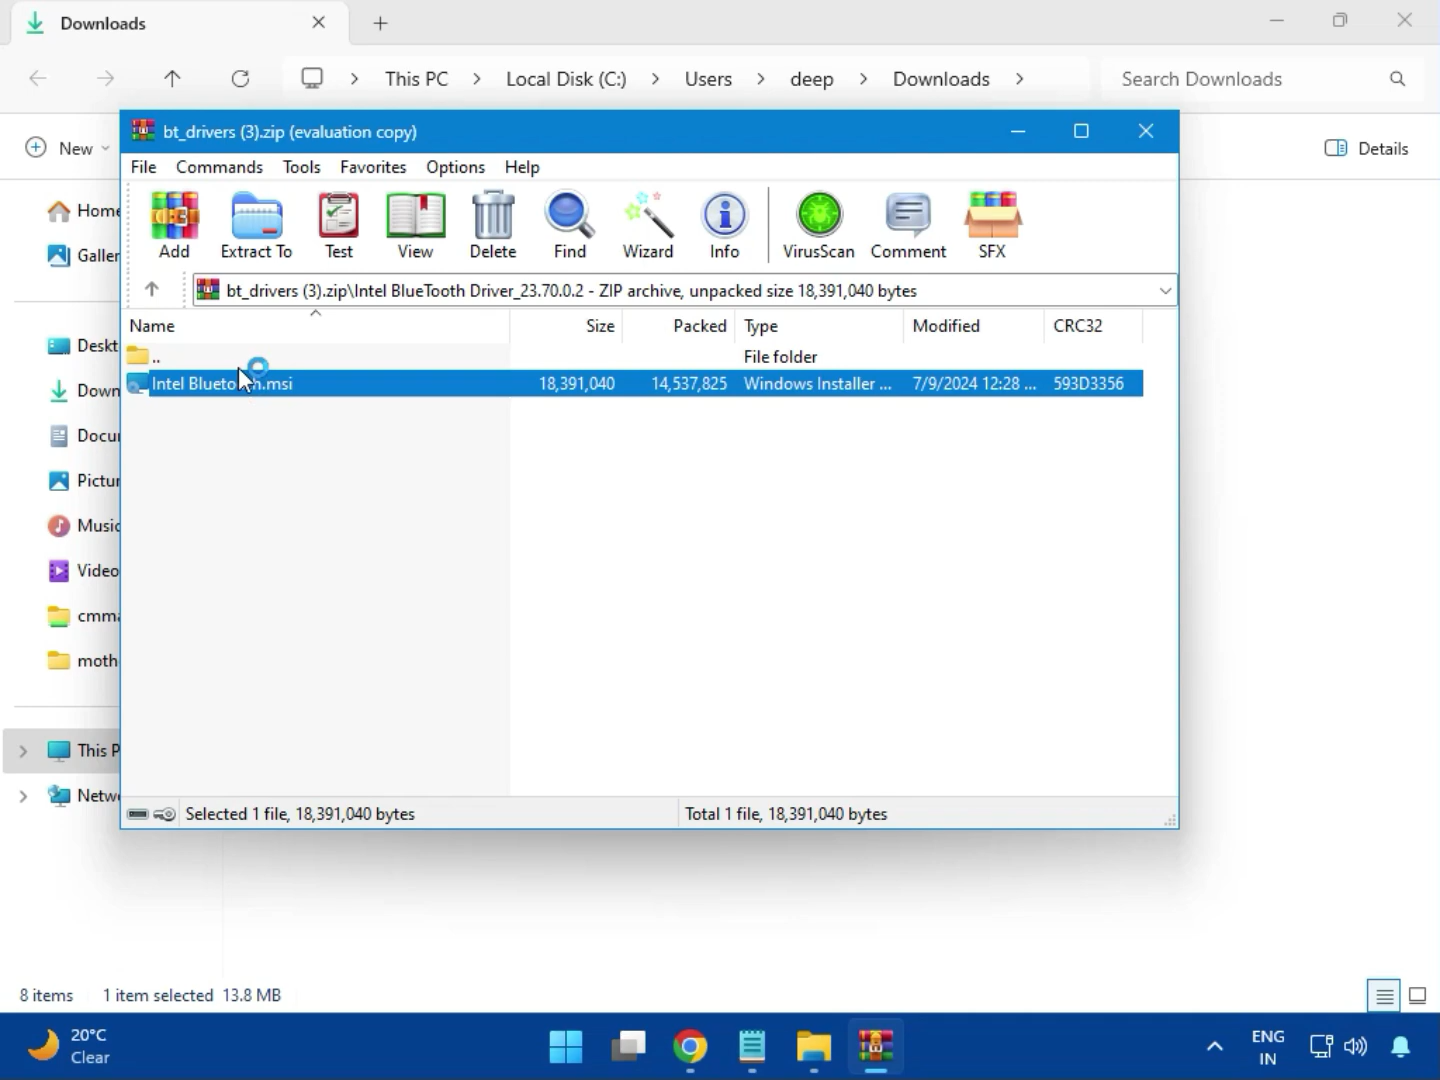 Downloads
This PC
Local Disk (C:)
Users
deep
Downloads
Search Downloads
New
Details
bt_drivers (3).zip (evaluation copy)
File Commands Tools Favorites Options Help
Add Extract To Test View Delete Find Wizard Info VirusScan Comment SFX
bt_drivers (3).zip\Intel BlueTooth Driver_23.70.0.2 - ZIP archive, unpacked size 18,391,040 bytes
Name Size Packed Type Modified CRC32
.. File folder
Intel Bluetooth.msi 18,391,040 14,537,825 Windows Installer ... 7/9/2024 12:28 ... 593D3356
Home
Galler
Deskt
Down
Docu
Pictu
Music
Video
cmma
moth
This P
Netw
Selected 1 file, 18,391,040 bytes
Total 1 file, 18,391,040 bytes
8 items 1 item selected 13.8 MB
20°C
Clear
ENG
IN